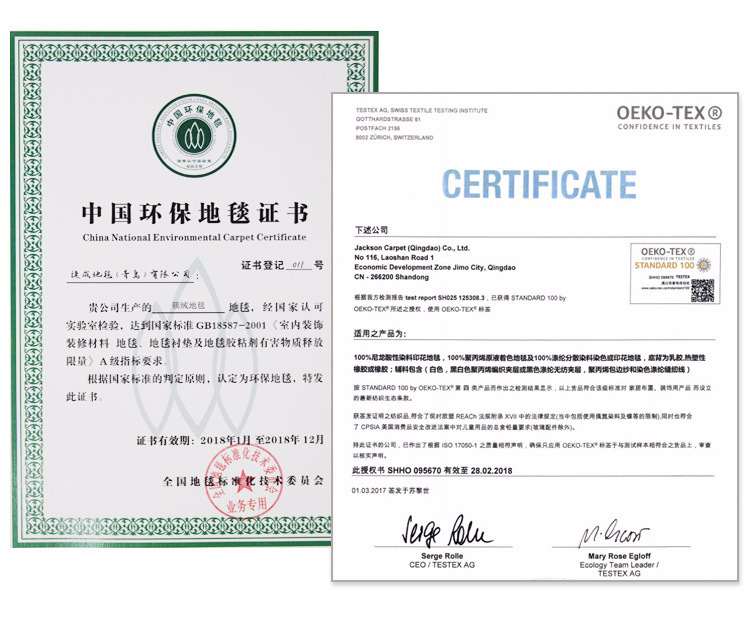 中国环保地毯
中国环保地毯证书
China National Environmental Carpet Certificate
证书登记 011 号
捷成地毯(青岛)有限公司:
贵公司生产的 簇绒地毯 地毯,经国家认可
实验室检验,达到国家标准GB18587-2001《室内装饰
装修材料 地毯、地毯衬垫及地毯胶粘剂有害物质释放
限量》A级指标要求。
根据国家标准的判定原则,认定为环保地毯,特发
此证书。
证书有效期:2018年1月至2018年12月
全国地毯标准化技术委员会
全国地毯标准化技术委员会
业务专用
TESTEX AG, SWISS TEXTILE TESTING INSTITUTE
GOTTHARDSTRASSE 61
POSTFACH 2156
8002 ZÜRICH, SWITZERLAND
OEKO-TEX®
CONFIDENCE IN TEXTILES
CERTIFICATE
下述公司
Jackson Carpet (Qingdao) Co., Ltd.
No 116, Laoshan Road 1
Economic Development Zone Jimo City, Qingdao
CN - 266200 Shandong
OEKO-TEX®
CONFIDENCE IN TEXTILES
STANDARD 100
SHHO 095670 TESTEX
www.oeko-tex.com/standard100
根据我方检测报告 test report SH025 125308.3 , 已获得 STANDARD 100 by
OEKO-TEX® 所述之授权 , 使用 OEKO-TEX® 标签
适用之产品为:
100%尼龙酸性染料印花地毯 , 100%聚丙烯原液着色地毯及100%涤纶分散染料染色或印花地毯 , 底背为乳胶,热塑性
橡胶或橡胶 ; 辅料包含 ( 白色 , 黑白色聚丙烯编织夹层或黑色涤纶无纺夹层 , 聚丙烯包边纱和染色涤纶缝纫线 )
按 STANDARD 100 by OEKO-TEX® 第 四 类产品而作出之检测结果显示 , 以上货品符合该级标准对 家居布置、装饰用产品 而设立
的最新纺织生态条款。
获签发证明之纺织品,符合了现时欧盟 REACh 法规附录 XVII 中的法律规定(当中包括使用偶氮染料及镍等的限制),同时也符合
了 CPSIA 美国消费品安全改进法案中对儿童用品的总含铅量要求(玻璃配件除外)。
持此证书的公司 , 已作出了根据 ISO 17050-1 之质量相符声明 , 确保只应用 OEKO-TEX® 标签于与测试样本相符合之货品上 , 审查
以核实声明。
此授权书 SHHO 095670 有效至 28.02.2018
01.03.2017 签发于苏黎世
Serge Rolle
CEO / TESTEX AG
Mary Rose Egloff
Ecology Team Leader /
TESTEX AG